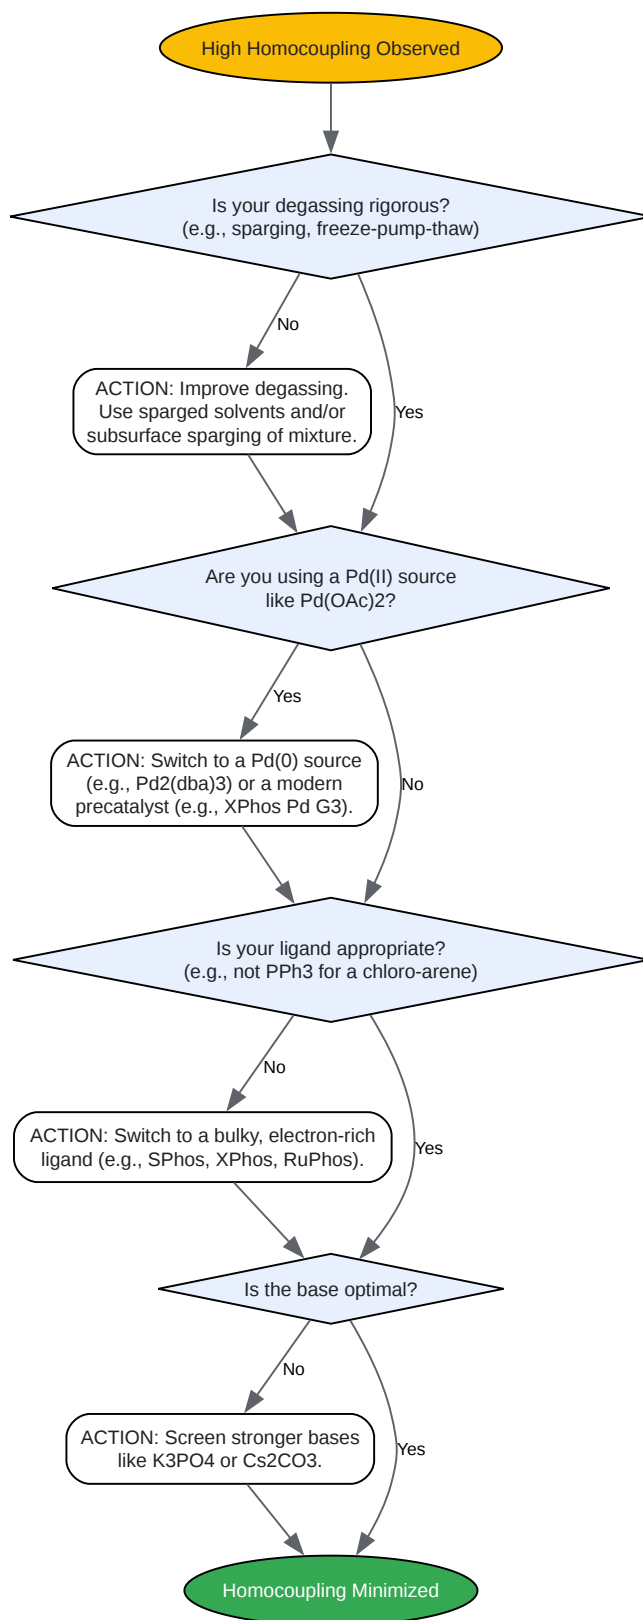 High Homocoupling Observed
Is your degassing rigorous?
(e.g., sparging, freeze-pump-thaw)
No
Yes
ACTION: Improve degassing.
Use sparged solvents and/or
subsurface sparging of mixture.
Are you using a Pd(II) source
like Pd(OAc)2?
Yes
No
ACTION: Switch to a Pd(0) source
(e.g., Pd2(dba)3) or a modern
precatalyst (e.g., XPhos Pd G3).
Is your ligand appropriate?
(e.g., not PPh3 for a chloro-arene)
No
Yes
ACTION: Switch to a bulky, electron-rich
ligand (e.g., SPhos, XPhos, RuPhos).
Is the base optimal?
No
Yes
ACTION: Screen stronger bases
like K3PO4 or Cs2CO3.
Homocoupling Minimized